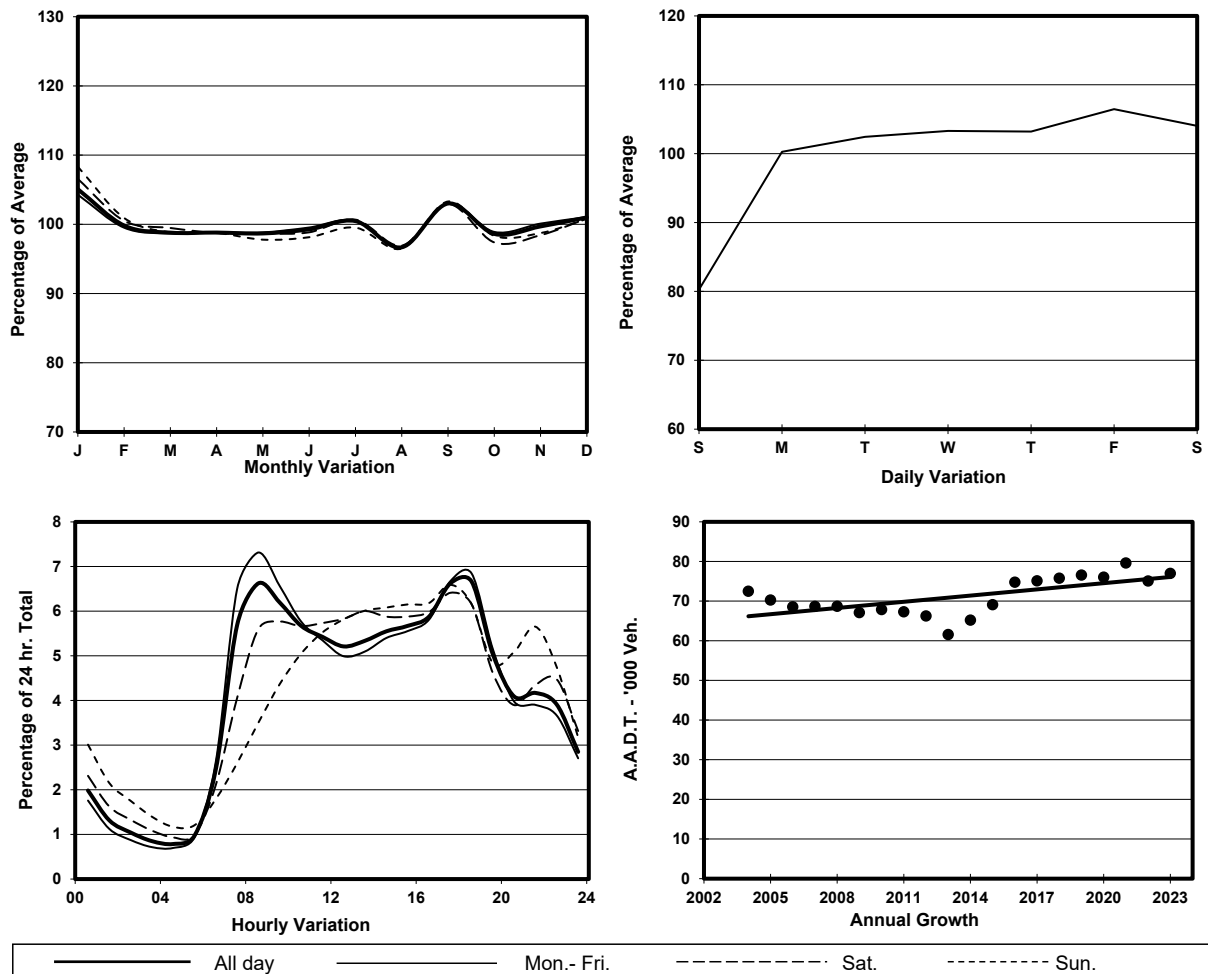 130
120
110
100
90
80
70
Percentage of Average
J F M A M J J A S O N D
Monthly Variation
120
110
100
90
80
70
60
Percentage of Average
S M T W T F S
Daily Variation
8
7
6
5
4
3
2
1
0
Percentage of 24 hr. Total
00 04 08 12 16 20 24
Hourly Variation
90
80
70
60
50
40
30
20
10
0
A.A.D.T. - '000 Veh.
2002 2005 2008 2011 2014 2017 2020 2023
Annual Growth
All day Mon.- Fri. Sat. Sun.